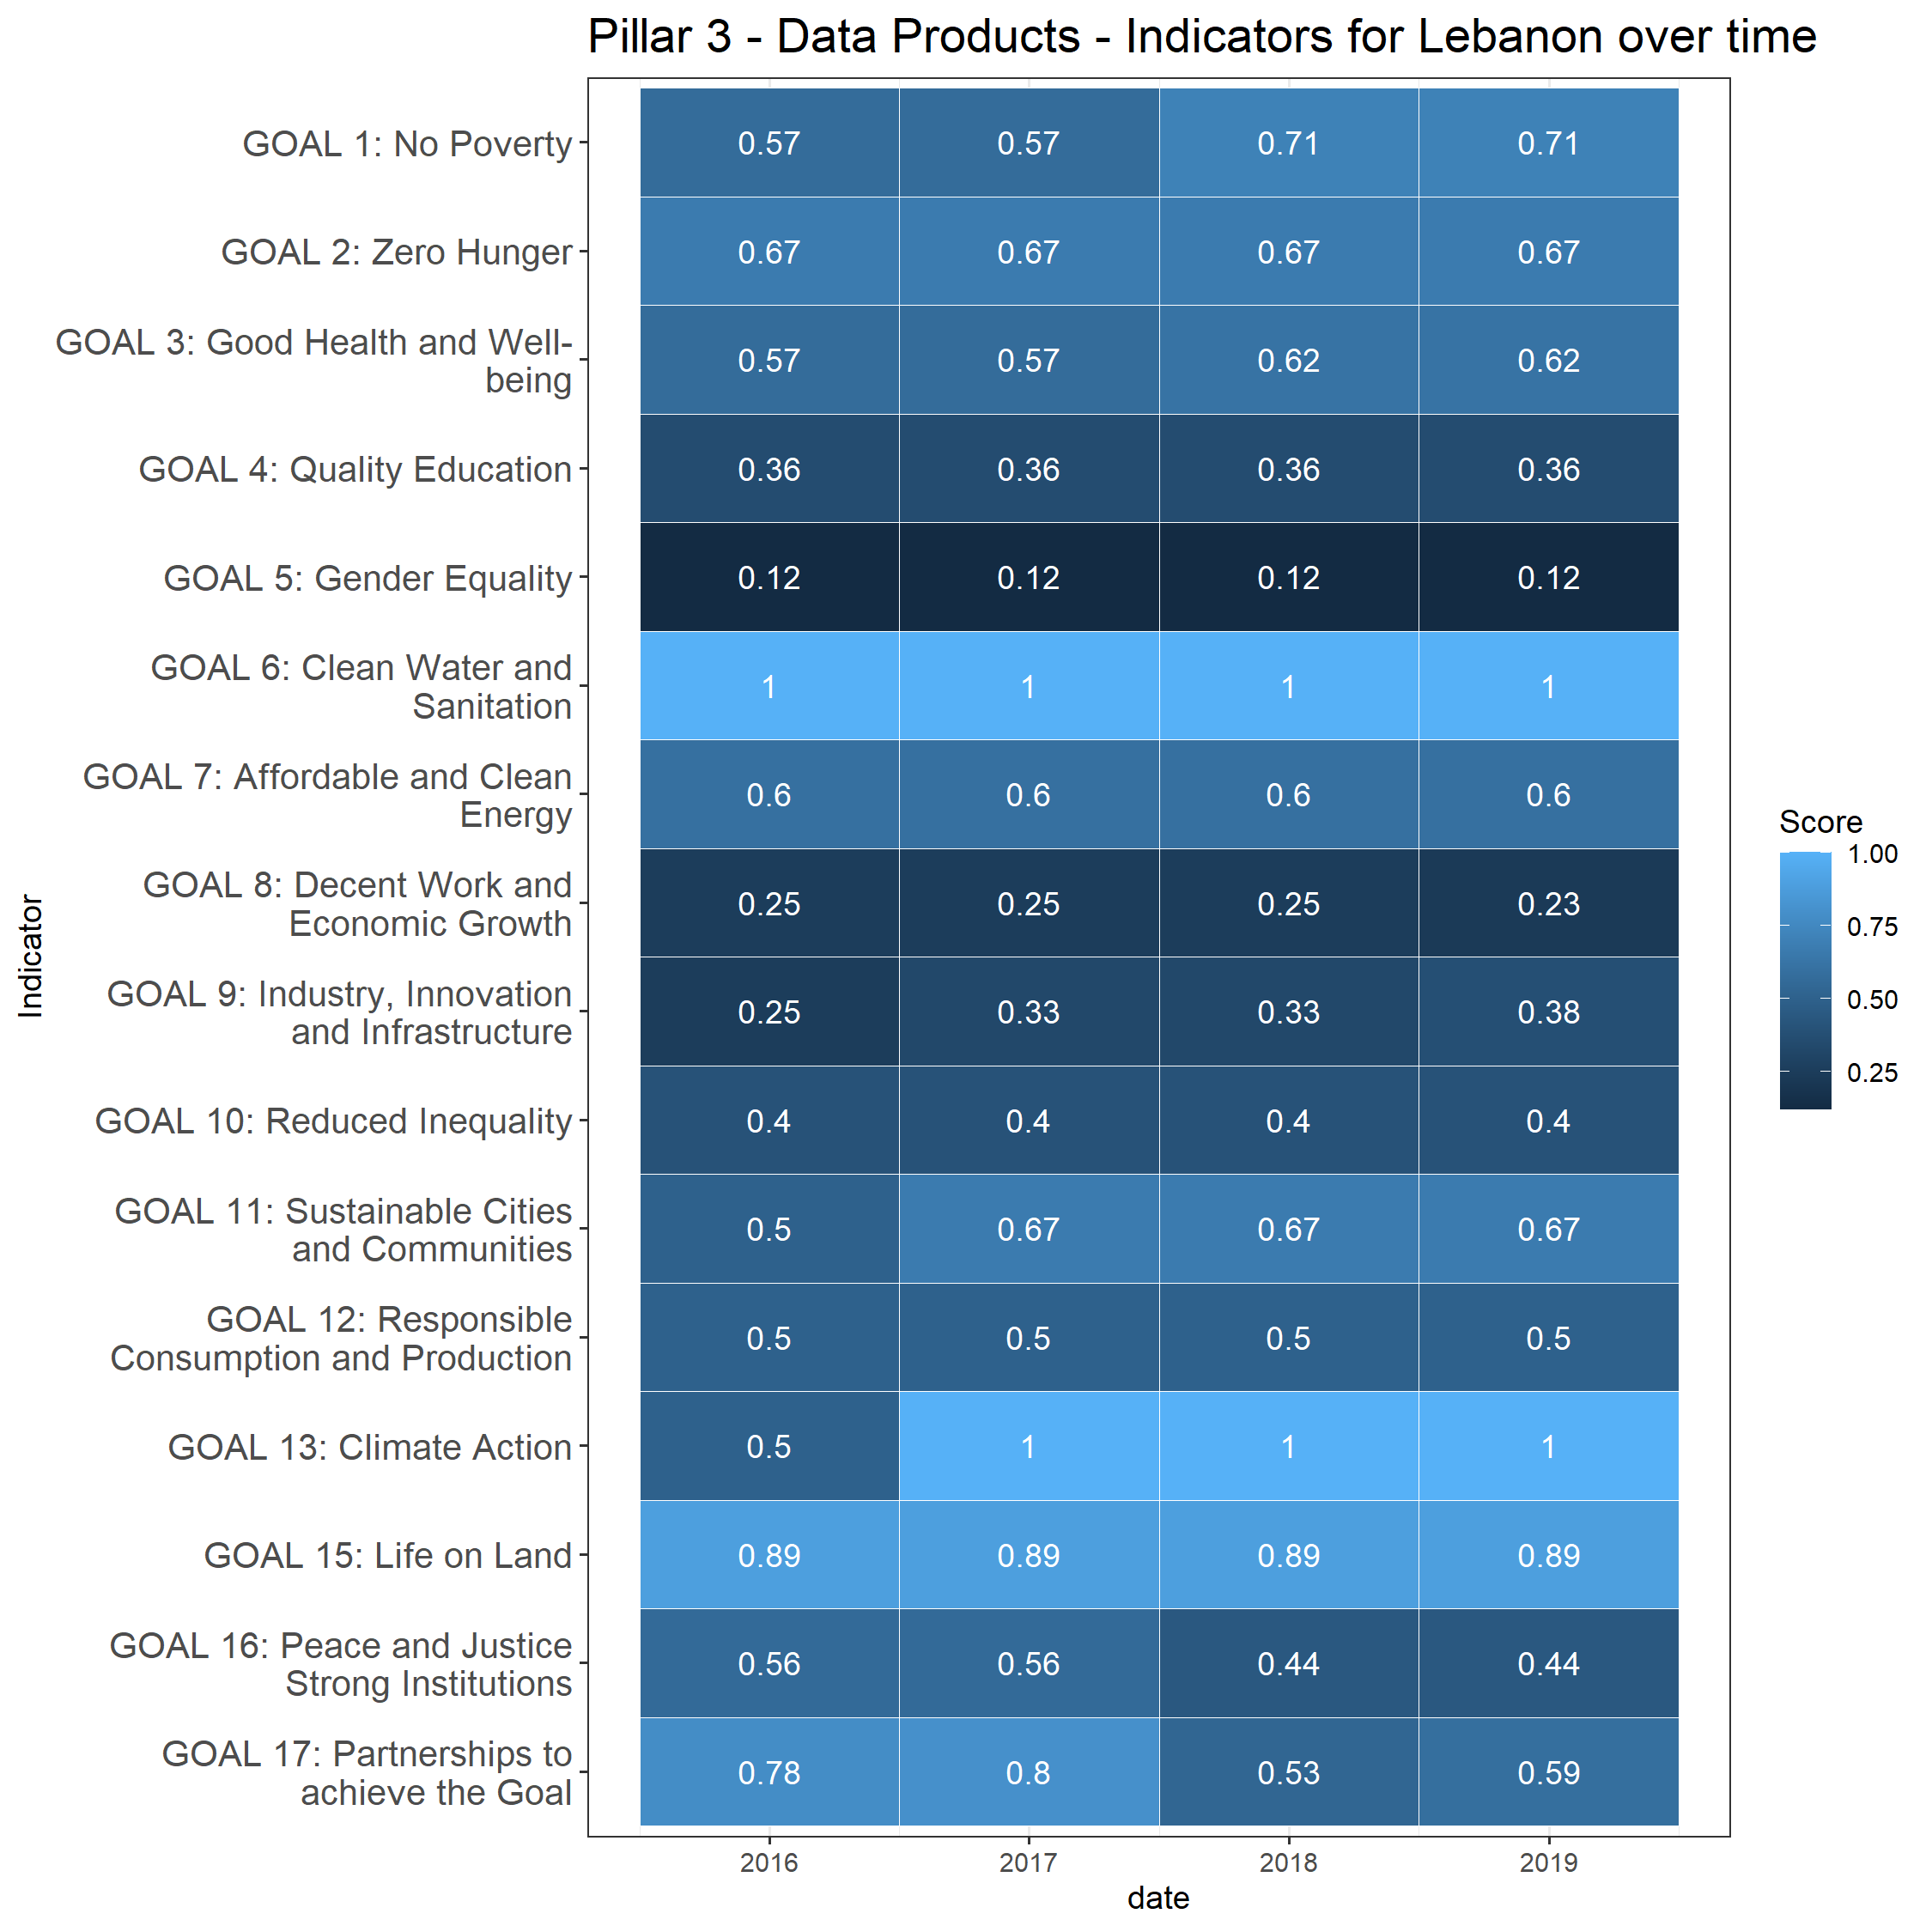 Pillar 3 - Data Products - Indicators for Lebanon over time
GOAL 1: No Poverty
0.57 0.57 0.71 0.71
GOAL 2: Zero Hunger
0.67 0.67 0.67 0.67
GOAL 3: Good Health and Well-
being
0.57 0.57 0.62 0.62
GOAL 4: Quality Education
0.36 0.36 0.36 0.36
GOAL 5: Gender Equality
0.12 0.12 0.12 0.12
GOAL 6: Clean Water and
Sanitation
1 1 1 1
GOAL 7: Affordable and Clean
Energy
0.6 0.6 0.6 0.6
GOAL 8: Decent Work and
Economic Growth
0.25 0.25 0.25 0.23
GOAL 9: Industry, Innovation
and Infrastructure
0.25 0.33 0.33 0.38
GOAL 10: Reduced Inequality
0.4 0.4 0.4 0.4
GOAL 11: Sustainable Cities
and Communities
0.5 0.67 0.67 0.67
GOAL 12: Responsible
Consumption and Production
0.5 0.5 0.5 0.5
GOAL 13: Climate Action
0.5 1 1 1
GOAL 15: Life on Land
0.89 0.89 0.89 0.89
GOAL 16: Peace and Justice
Strong Institutions
0.56 0.56 0.44 0.44
GOAL 17: Partnerships to
achieve the Goal
0.78 0.8 0.53 0.59
2016 2017 2018 2019
date
Indicator
Score
1.00
0.75
0.50
0.25